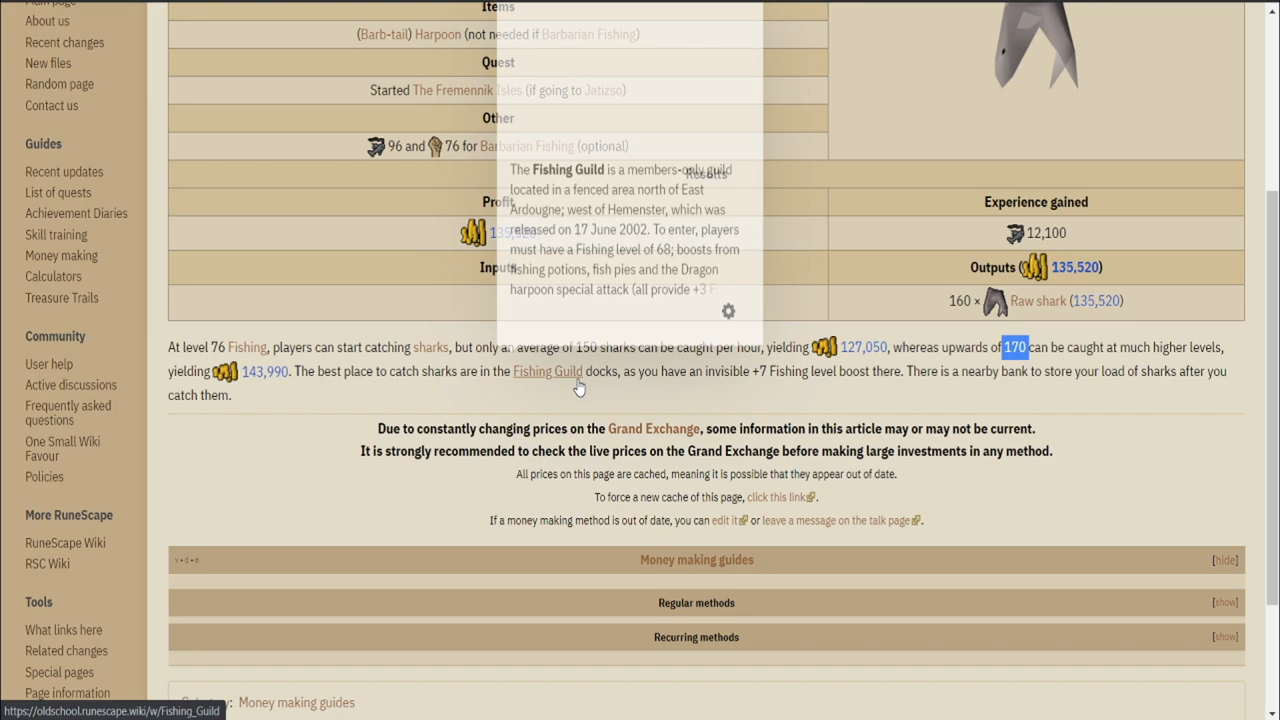 Main page
About us
Recent changes
New files
Random page
Contact us
Guides
Recent updates
List of quests
Achievement Diaries
Skill training
Money making
Calculators
Treasure Trails
Community
User help
Active discussions
Frequently asked
questions
One Small Wiki
Favour
Policies
More RuneScape
RuneScape Wiki
RSC Wiki
Tools
What links here
Related changes
Special pages
Page information
Items
(Barb-tail) Harpoon (not needed if Barbarian Fishing)
Quest
Started The Fremennik Isles (if going to Jatizso)
Other
96 and 76 for Barbarian Fishing (optional)
Results
Profit
Experience gained
135,520
12,100
Inputs
Outputs ( 135,520)
160 × Raw shark (135,520)
The Fishing Guild is a members-only guild
located in a fenced area north of East
Ardougne; west of Hemenster, which was
released on 17 June 2002. To enter, players
must have a Fishing level of 68; boosts from
fishing potions, fish pies and the Dragon
harpoon special attack (all provide +3 F
At level 76 Fishing, players can start catching sharks, but only an average of 150 sharks can be caught per hour, yielding 127,050, whereas upwards of 170 can be caught at much higher levels,
yielding 143,990. The best place to catch sharks are in the Fishing Guild docks, as you have an invisible +7 Fishing level boost there. There is a nearby bank to store your load of sharks after you
catch them.
Due to constantly changing prices on the Grand Exchange, some information in this article may or may not be current.
It is strongly recommended to check the live prices on the Grand Exchange before making large investments in any method.
All prices on this page are cached, meaning it is possible that they appear out of date.
To force a new cache of this page, click this link.
If a money making method is out of date, you can edit it or leave a message on the talk page.
v • d • e
Money making guides
[hide]
Regular methods
[show]
Recurring methods
[show]
Category: Money making guides
https://oldschool.runescape.wiki/w/Fishing_Guild